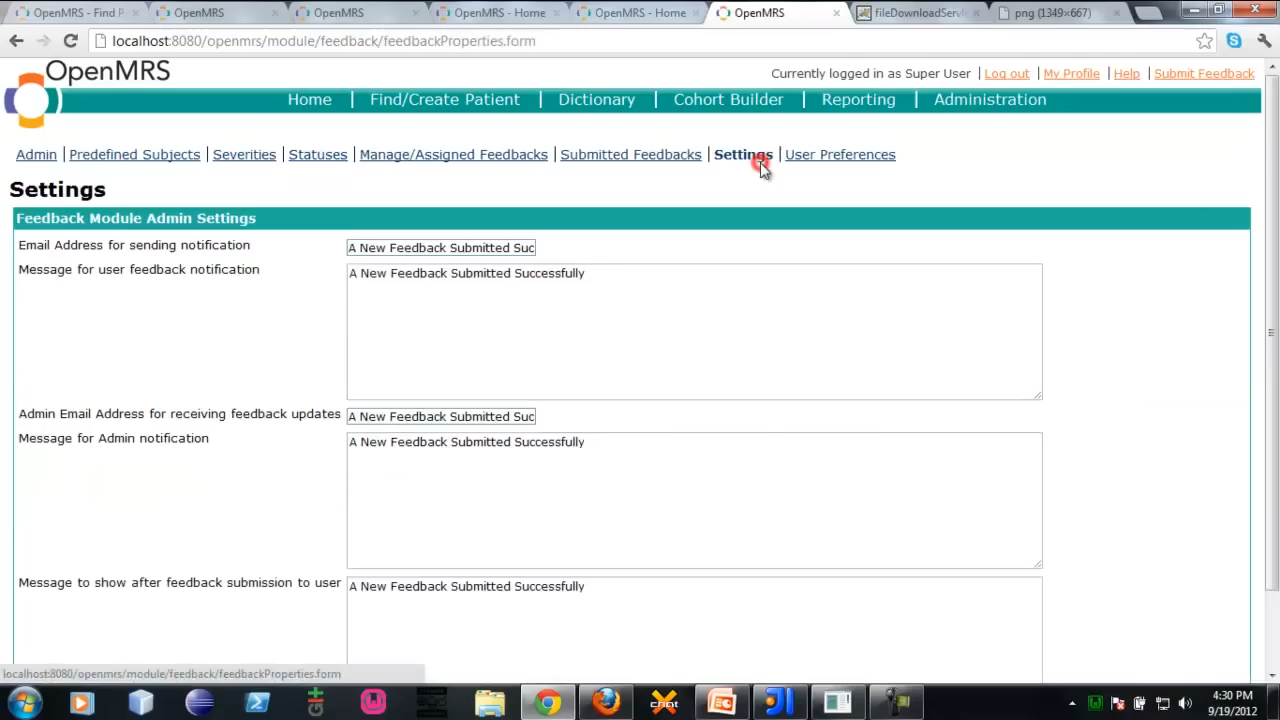 OpenMRS - Find P
OpenMRS
OpenMRS
OpenMRS - Home
OpenMRS - Home
OpenMRS
fileDownloadServl
png (1349×667)
localhost:8080/openmrs/module/feedback/feedbackProperties.form
OpenMRS
Currently logged in as Super User | Log out | My Profile | Help | Submit Feedback
Home | Find/Create Patient | Dictionary | Cohort Builder | Reporting | Administration
Admin | Predefined Subjects | Severities | Statuses | Manage/Assigned Feedbacks | Submitted Feedbacks | Settings | User Preferences
Settings
Feedback Module Admin Settings
Email Address for sending notification
A New Feedback Submitted Suc
Message for user feedback notification
A New Feedback Submitted Successfully
Admin Email Address for receiving feedback updates
A New Feedback Submitted Suc
Message for Admin notification
A New Feedback Submitted Successfully
Message to show after feedback submission to user
A New Feedback Submitted Successfully
localhost:8080/openmrs/module/feedback/feedbackProperties.form
git
chat
4:30 PM
9/19/2012